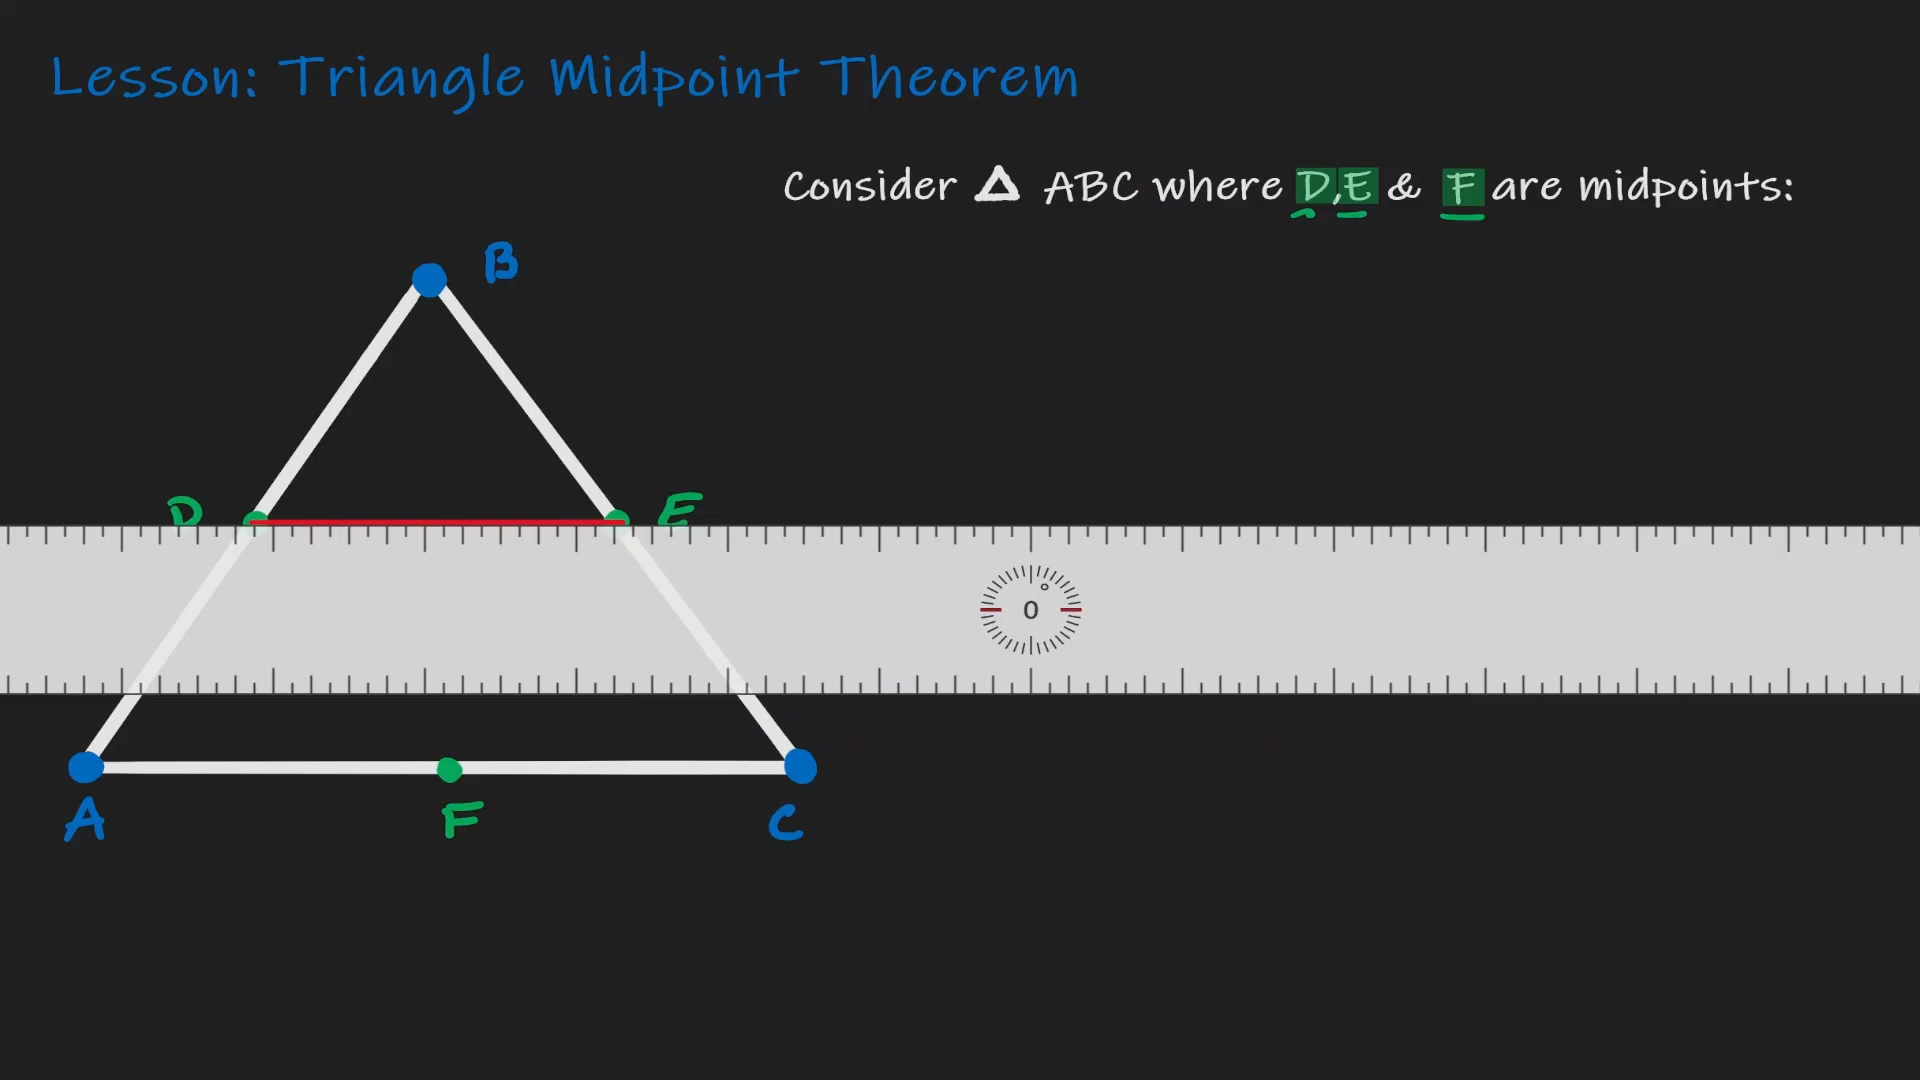 Lesson: Triangle Midpoint Theorem
Consider △ ABC where D,E & F are midpoints:
B
D E
0°
A F C